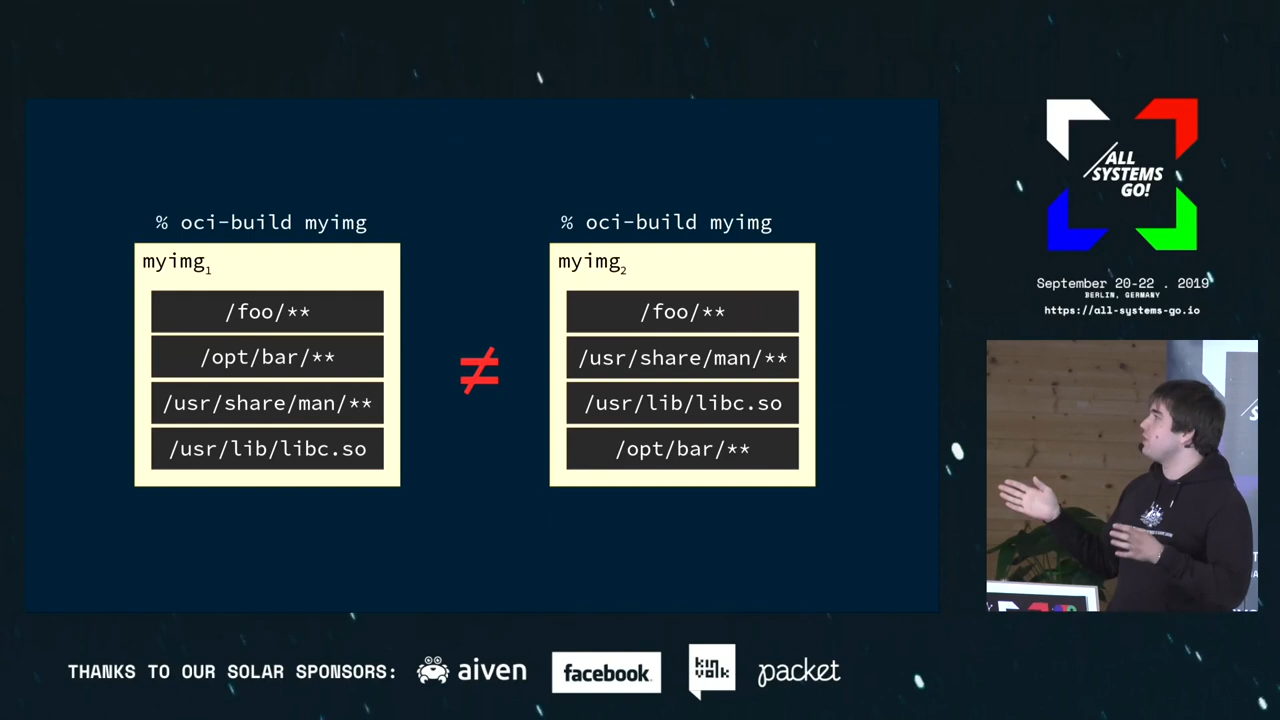 % oci-build myimg
myimg1
/foo/**
/opt/bar/**
/usr/share/man/**
/usr/lib/libc.so
≠
% oci-build myimg
myimg2
/foo/**
/usr/share/man/**
/usr/lib/libc.so
/opt/bar/**
/ALL
SYSTEMS
GO!
September 20-22 . 2019
BERLIN, GERMANY
https://all-systems-go.io
THANKS TO OUR SOLAR SPONSORS:
aiven
facebook
kinvolk
packet